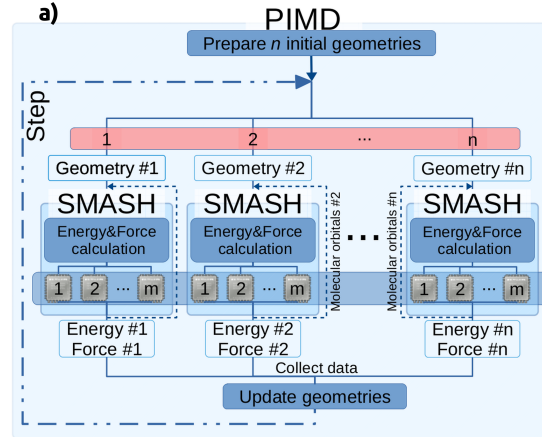 a)
PIMD
Prepare n initial geometries
Step
1 2 ... n
Geometry #1 Geometry #2 Geometry #n
SMASH SMASH SMASH
Energy&Force calculation
Energy&Force calculation
Energy&Force calculation
Molecular orbitals #2
Molecular orbitals #n
...
1 2 ... m 1 2 ... m 1 2 ... m
Energy #1 Energy #2 Energy #n
Force #1 Force #2 Force #n
Collect data
Update geometries